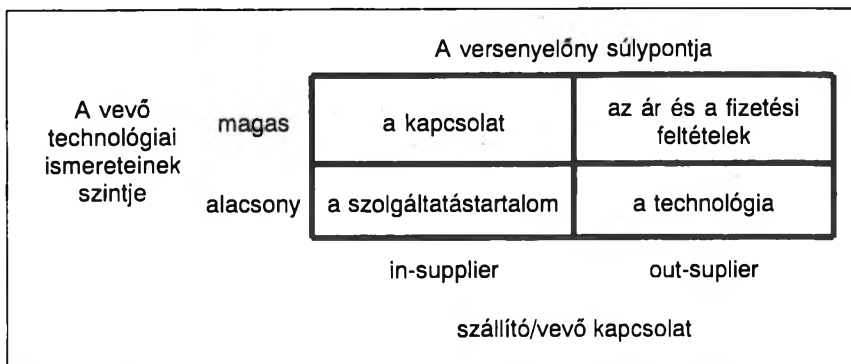 A versenyelőny súlypontja
A vevő
technológiai
ismereteinek
szintje
magas
a kapcsolat
az ár és a fizetési
feltételek
alacsony
a szolgáltatástartalom
a technológia
in-supplier
out-suplier
szállító/vevő kapcsolat